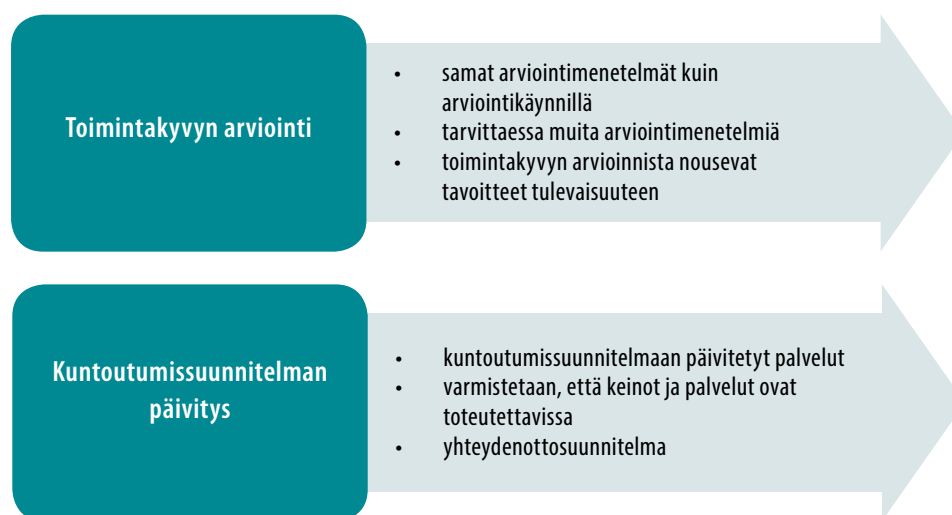 Toimintakyvyn arviointi
• samat arviointimenetelmät kuin
arviointikäynnillä
• tarvittaessa muita arviointimenetelmiä
• toimintakyvyn arvioinnista nousevat
tavoitteet tulevaisuuteen
Kuntoutumissuunnitelman
päivitys
• kuntoutumissuunnitelmaan päivitetyt palvelut
• varmistetaan, että keinot ja palvelut ovat
toteutettavissa
• yhteydenottosuunnitelma